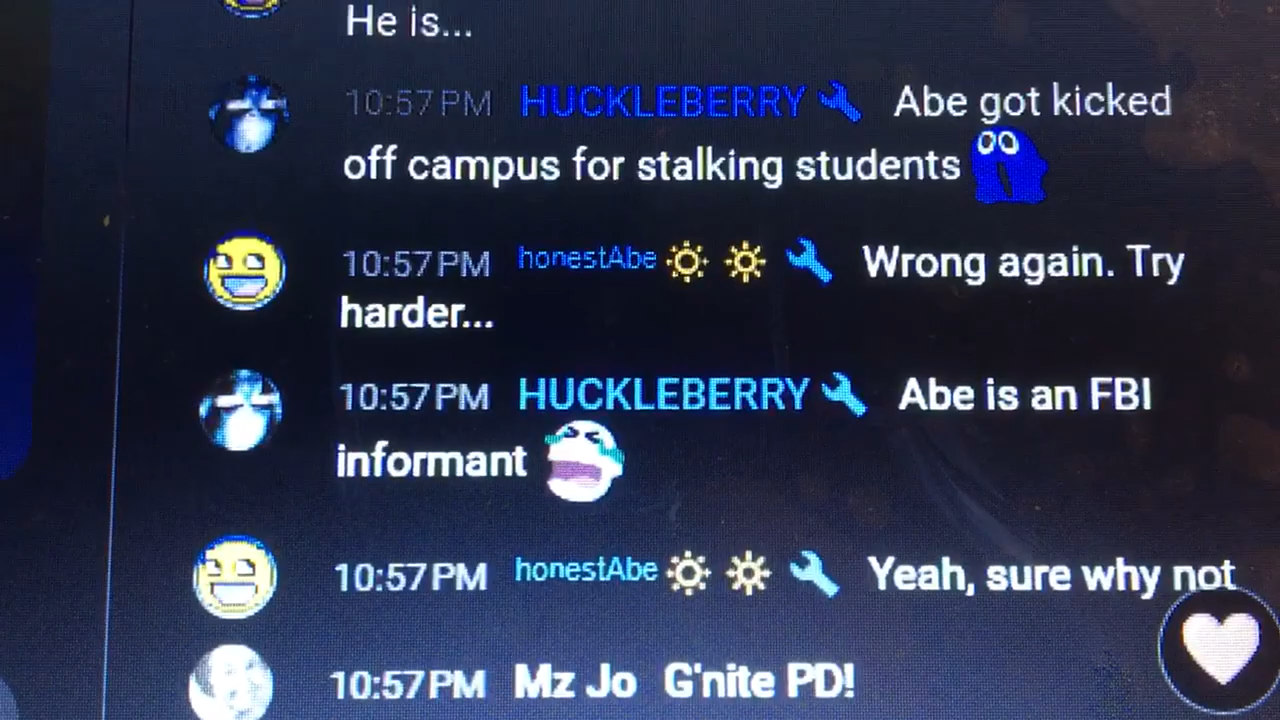 He is...
10:57 PM HUCKLEBERRY Abe got kicked
off campus for stalking students
10:57 PM honestAbe Wrong again. Try
harder...
10:57 PM HUCKLEBERRY Abe is an FBI
informant
10:57 PM honestAbe Yeah, sure why not
10:57 PM Mz Jo G'nite PD!